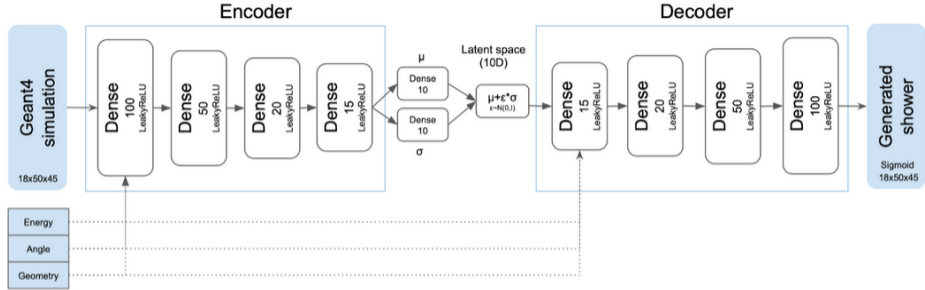 Encoder
Decoder
Geant4
simulation
18x50x45
Dense
100
LeakyReLU
Dense
50
LeakyReLU
Dense
20
LeakyReLU
Dense
15
LeakyReLU
μ
Dense
10
Dense
10
σ
Latent space
(10D)
μ+ε*σ
ε~N(0,I)
Dense
15
LeakyReLU
Dense
20
LeakyReLU
Dense
50
LeakyReLU
Dense
100
LeakyReLU
Generated
shower
Sigmoid
18x50x45
Energy
Angle
Geometry